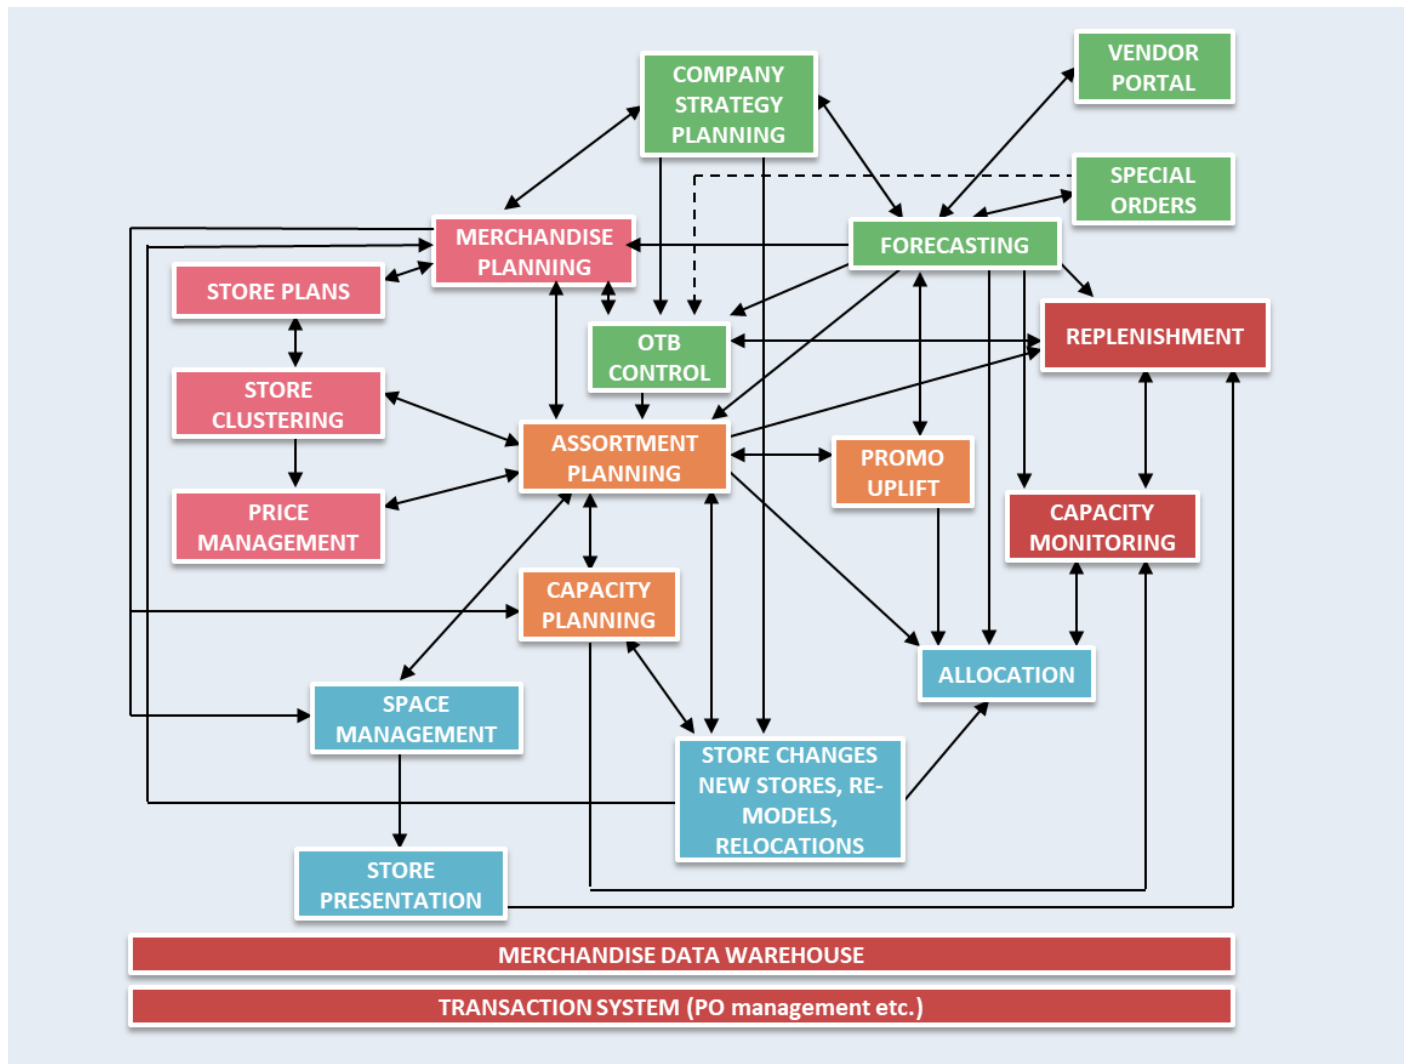 COMPANY
STRATEGY
PLANNING
VENDOR
PORTAL
SPECIAL
ORDERS
MERCHANDISE
PLANNING
FORECASTING
STORE PLANS
OTB
CONTROL
REPLENISHMENT
STORE
CLUSTERING
ASSORTMENT
PLANNING
PROMO
UPLIFT
PRICE
MANAGEMENT
CAPACITY
MONITORING
CAPACITY
PLANNING
ALLOCATION
SPACE
MANAGEMENT
STORE CHANGES
NEW STORES, RE-
MODELS,
RELOCATIONS
STORE
PRESENTATION
MERCHANDISE DATA WAREHOUSE
TRANSACTION SYSTEM (PO management etc.)